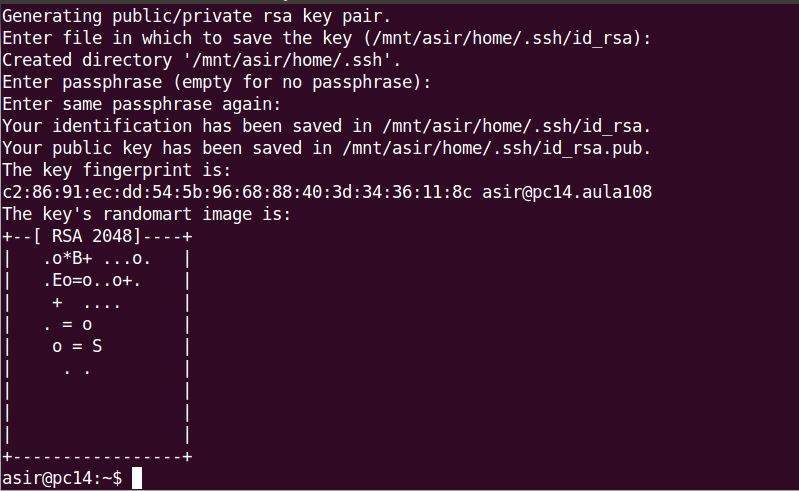 Generating public/private rsa key pair.
Enter file in which to save the key (/mnt/asir/home/.ssh/id_rsa):
Created directory '/mnt/asir/home/.ssh'.
Enter passphrase (empty for no passphrase):
Enter same passphrase again:
Your identification has been saved in /mnt/asir/home/.ssh/id_rsa.
Your public key has been saved in /mnt/asir/home/.ssh/id_rsa.pub.
The key fingerprint is:
c2:86:91:ec:dd:54:5b:96:68:88:40:3d:34:36:11:8c asir@pc14.aula108
The key's randomart image is:
+--[ RSA 2048]----+
|   .o*B+ ...o.   |
|   .Eo=o..o+.    |
|    +  ....      |
|   . = o         |
|    o = S        |
|     . .         |
|                 |
|                 |
|                 |
+-----------------+
asir@pc14:~$